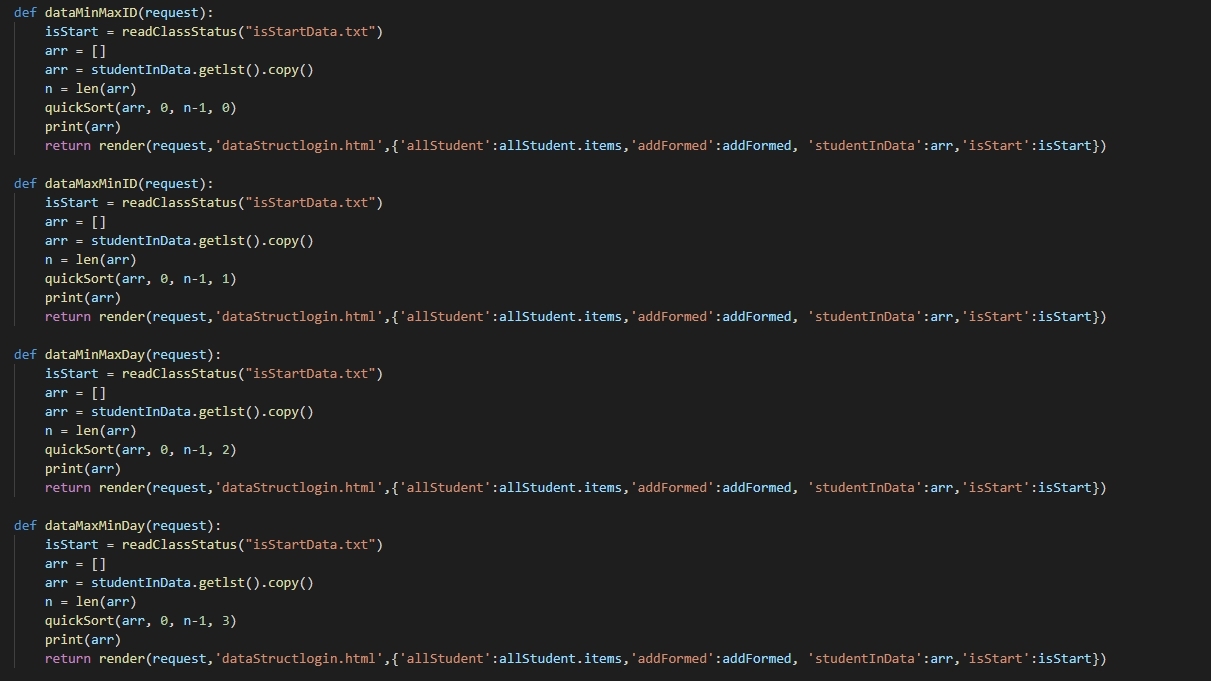 def dataMinMaxID(request):
    isStart = readClassStatus("isStartData.txt")
    arr = []
    arr = studentInData.getlst().copy()
    n = len(arr)
    quickSort(arr, 0, n-1, 0)
    print(arr)
    return render(request,'dataStructlogin.html',{'allStudent':allStudent.items,'addFormed':addFormed, 'studentInData':arr,'isStart':isStart})
def dataMaxMinID(request):
    isStart = readClassStatus("isStartData.txt")
    arr = []
    arr = studentInData.getlst().copy()
    n = len(arr)
    quickSort(arr, 0, n-1, 1)
    print(arr)
    return render(request,'dataStructlogin.html',{'allStudent':allStudent.items,'addFormed':addFormed, 'studentInData':arr,'isStart':isStart})
def dataMinMaxDay(request):
    isStart = readClassStatus("isStartData.txt")
    arr = []
    arr = studentInData.getlst().copy()
    n = len(arr)
    quickSort(arr, 0, n-1, 2)
    print(arr)
    return render(request,'dataStructlogin.html',{'allStudent':allStudent.items,'addFormed':addFormed, 'studentInData':arr,'isStart':isStart})
def dataMaxMinDay(request):
    isStart = readClassStatus("isStartData.txt")
    arr = []
    arr = studentInData.getlst().copy()
    n = len(arr)
    quickSort(arr, 0, n-1, 3)
    print(arr)
    return render(request,'dataStructlogin.html',{'allStudent':allStudent.items,'addFormed':addFormed, 'studentInData':arr,'isStart':isStart})